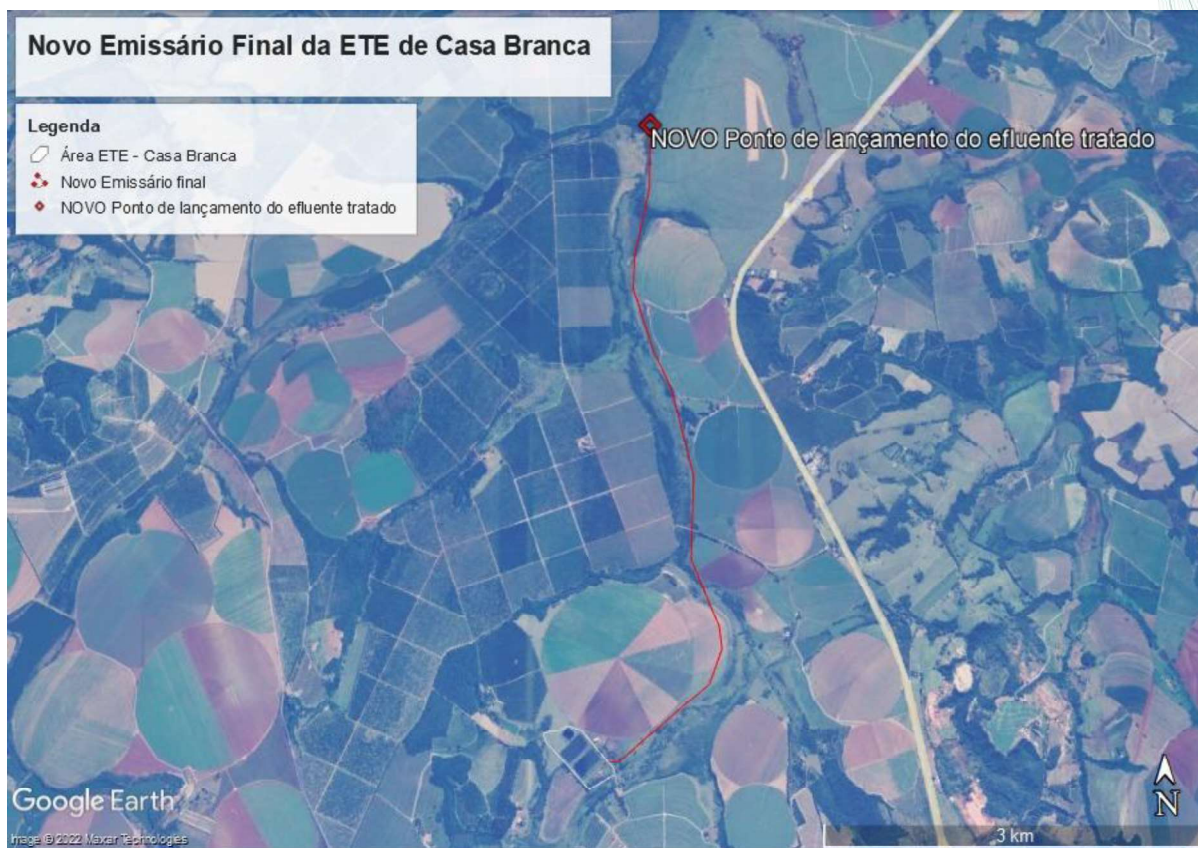 Novo Emissário Final da ETE de Casa Branca
Legenda
Área ETE - Casa Branca
Novo Emissário final
NOVO Ponto de lançamento do efluente tratado
NOVO Ponto de lançamento do efluente tratado
Google Earth
Image © 2022 Maxar Technologies
N
3 km